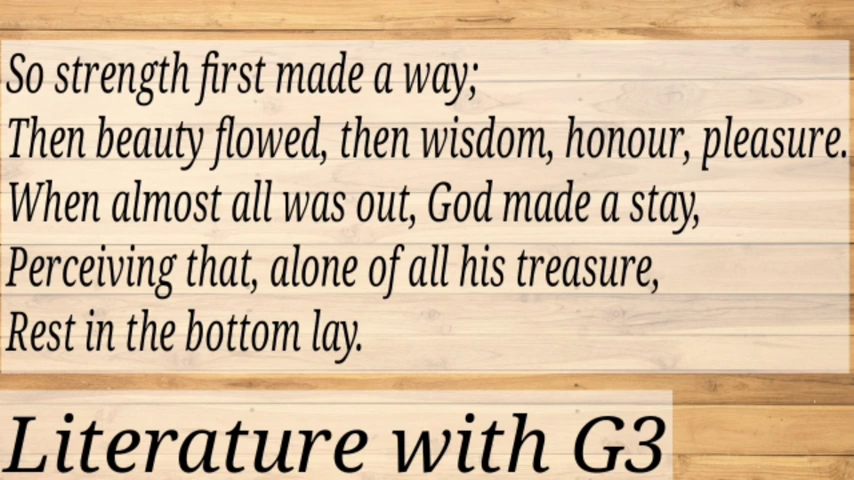 So strength first made a way;
Then beauty flowed, then wisdom, honour, pleasure.
When almost all was out, God made a stay,
Perceiving that, alone of all his treasure,
Rest in the bottom lay.
Literature with G3